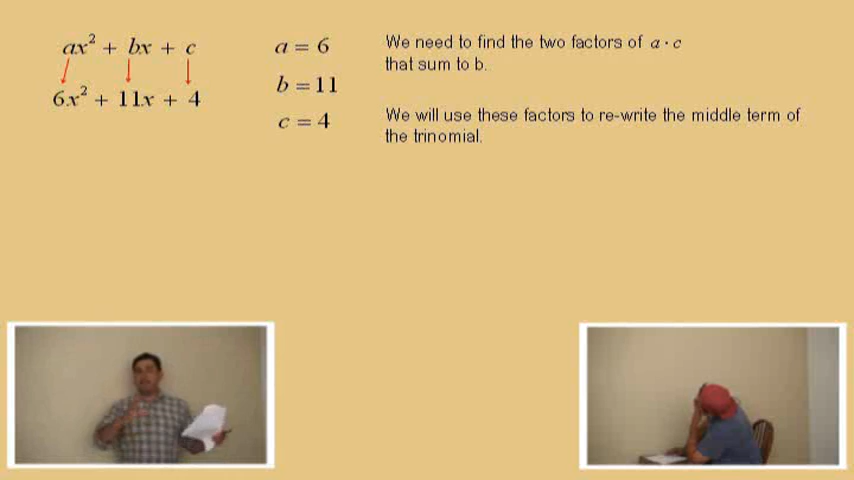 ax² + bx + c
6x² + 11x + 4
a = 6
b = 11
c = 4
We need to find the two factors of a · c
that sum to b.
We will use these factors to re-write the middle term of
the trinomial.